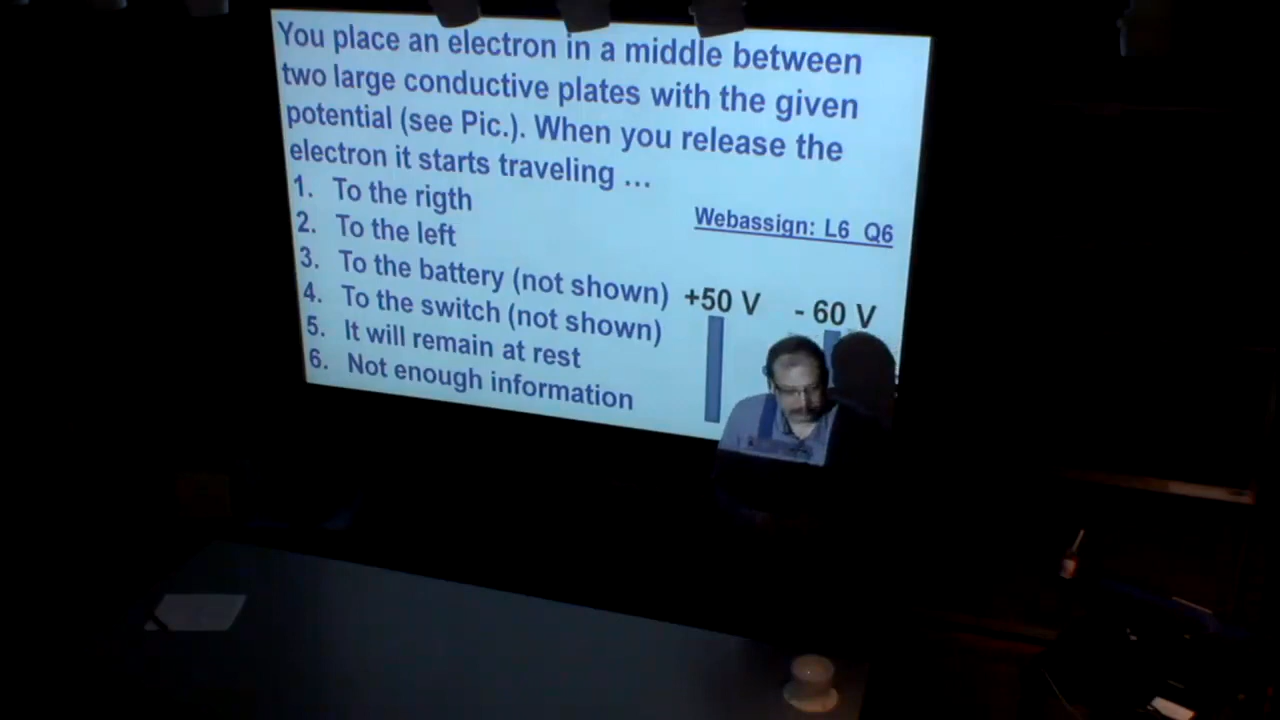 You place an electron in a middle between
two large conductive plates with the given
potential (see Pic.). When you release the
electron it starts traveling …
1. To the rigth
2. To the left
3. To the battery (not shown)
4. To the switch (not shown)
5. It will remain at rest
6. Not enough information
Webassign: L6 Q6
+50 V - 60 V